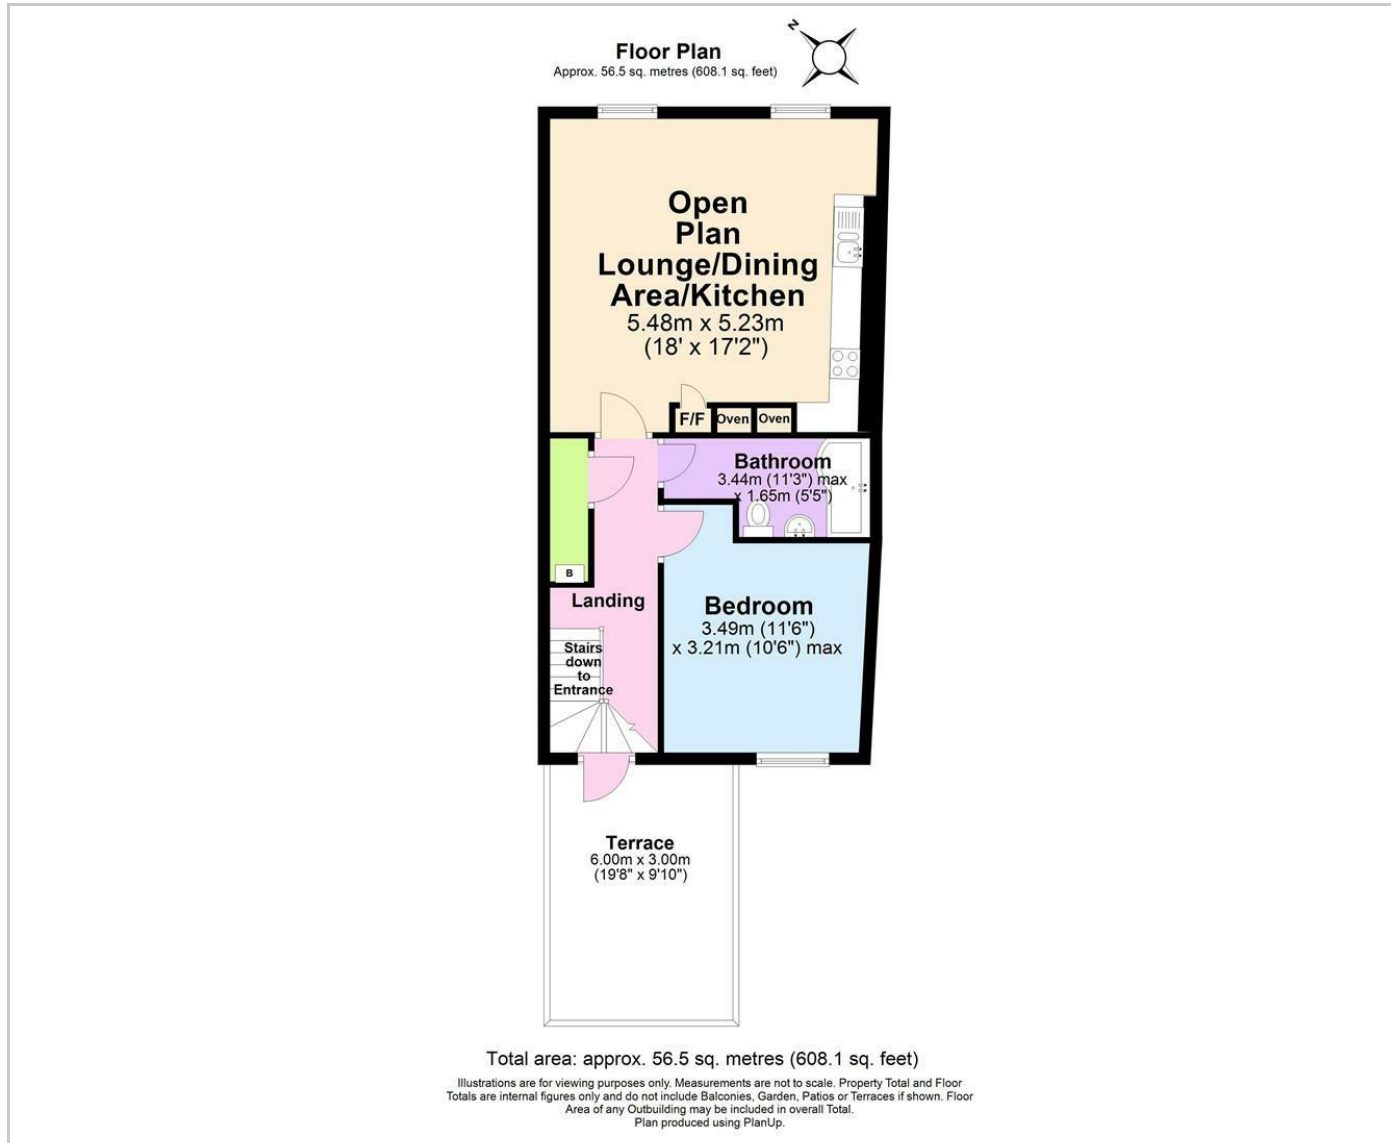 Floor Plan
Approx. 56.5 sq. metres (608.1 sq. feet)
N
Open
Plan
Lounge/Dining
Area/Kitchen
5.48m x 5.23m
(18' x 17'2")
F/F
Oven
Oven
Bathroom
3.44m (11'3") max
x 1.65m (5'5")
B
Landing
Bedroom
3.49m (11'6")
x 3.21m (10'6") max
Stairs
down
to
Entrance
Terrace
6.00m x 3.00m
(19'8" x 9'10")
Total area: approx. 56.5 sq. metres (608.1 sq. feet)
Illustrations are for viewing purposes only. Measurements are not to scale. Property Total and Floor
Totals are internal figures only and do not include Balconies, Garden, Patios or Terraces if shown. Floor
Area of any Outbuilding may be included in overall Total.
Plan produced using PlanUp.